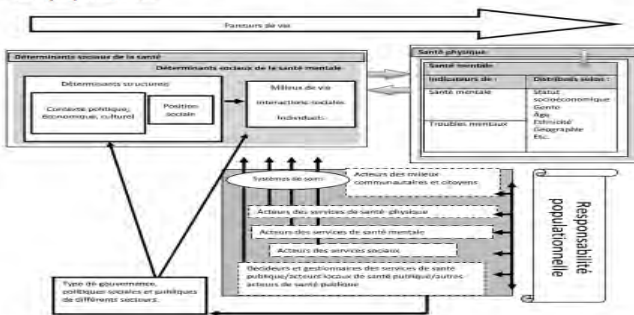 Parcours de vie
Déterminants sociaux de la santé
Déterminants sociaux de la santé mentale
Déterminants structurels
Contexte politique,
économique, culturel
Position
sociale
Milieux de vie
Interactions sociales
Individuels
Santé physique
Santé mentale
Indicateurs de :
Distribués selon :
Santé mentale
Troubles mentaux
Statut
socioéconomique
Genre
Âge
Ethnicité
Géographie
Etc.
Systèmes de soins
Acteurs des milieux
communautaires et citoyens
Acteurs des services de santé physique
Acteurs des services de santé mentale
Acteurs des services sociaux
Décideurs et gestionnaires des services de santé
publique/acteurs locaux de santé publique/autres
acteurs de santé publique
Type de gouvernance,
politiques sociales et publiques
de différents secteurs.
Responsabilité
populationnelle